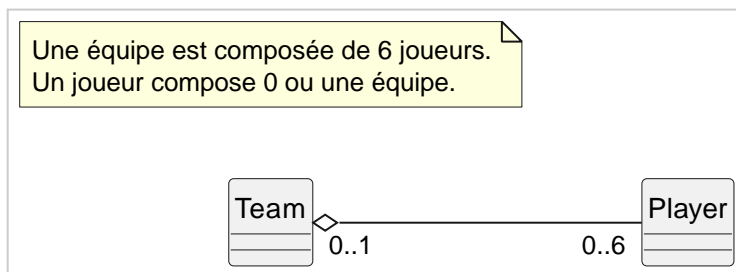 Une équipe est composée de 6 joueurs.
Un joueur compose 0 ou une équipe.
Team
Player
0..1
0..6